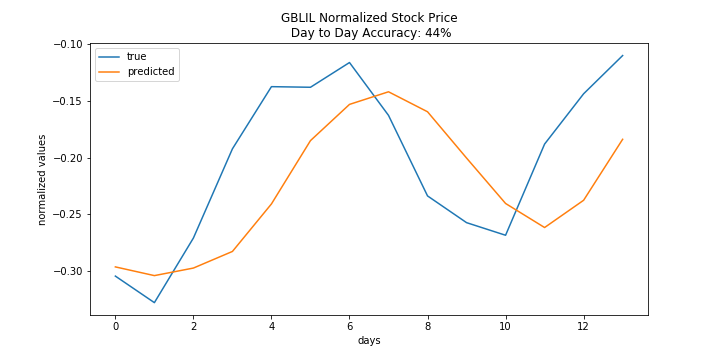 GBLIL Normalized Stock Price
Day to Day Accuracy: 44%
true
predicted
−0.10
−0.15
−0.20
−0.25
−0.30
normalized values
0 2 4 6 8 10 12
days